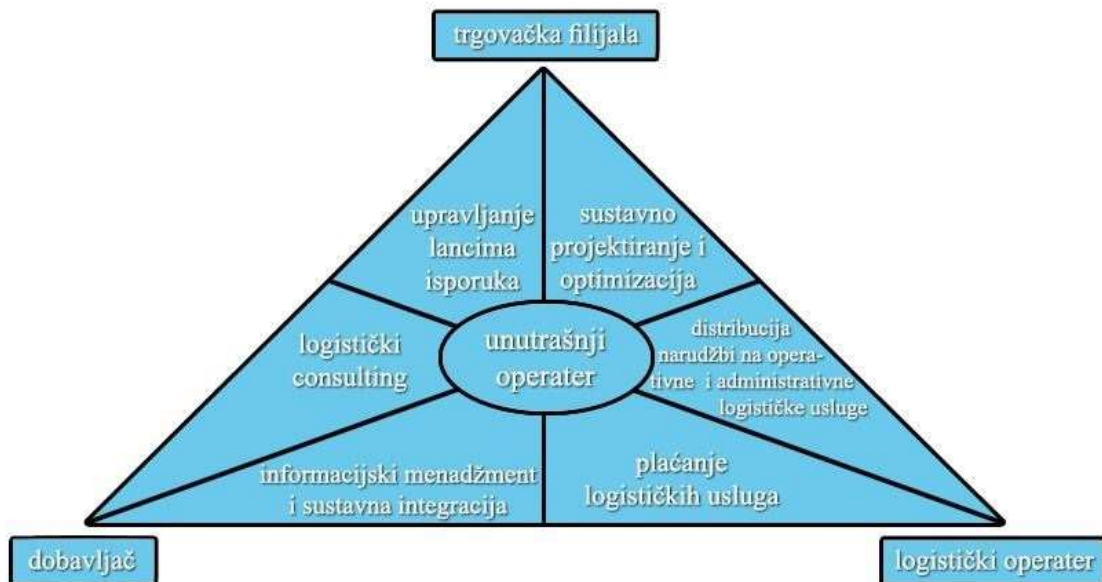 trgovačka filijala
upravljanje
lancima
isporuka
sustavno
projektiranje i
optimizacija
logistički
consulting
unutrašnji
operater
distribucija
narudžbi na opera-
tivne i administrativne
logističke usluge
informacijski menadžment
i sustavna integracija
plaćanje
logističkih usluga
dobavljač
logistički operater